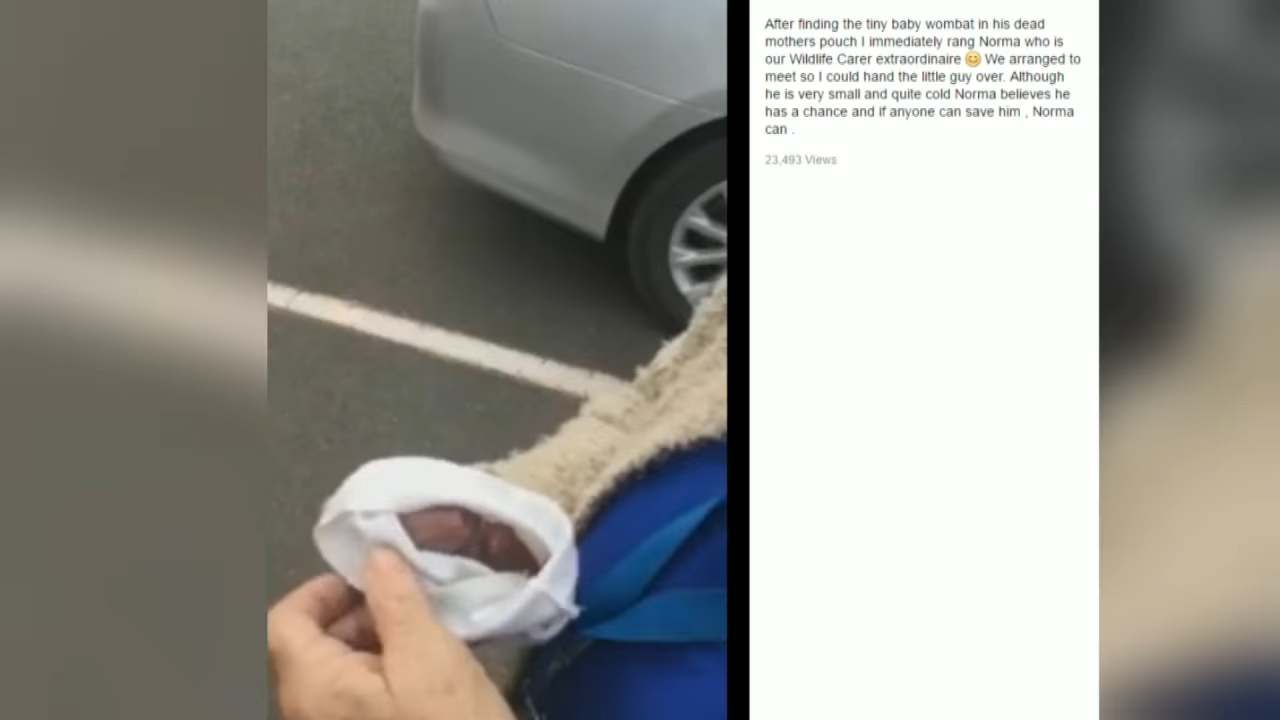 After finding the tiny baby wombat in his dead
mothers pouch I immediately rang Norma who is
our Wildlife Carer extraordinaire 😊 We arranged to
meet so I could hand the little guy over. Although
he is very small and quite cold Norma believes he
has a chance and if anyone can save him , Norma
can .
23,493 Views